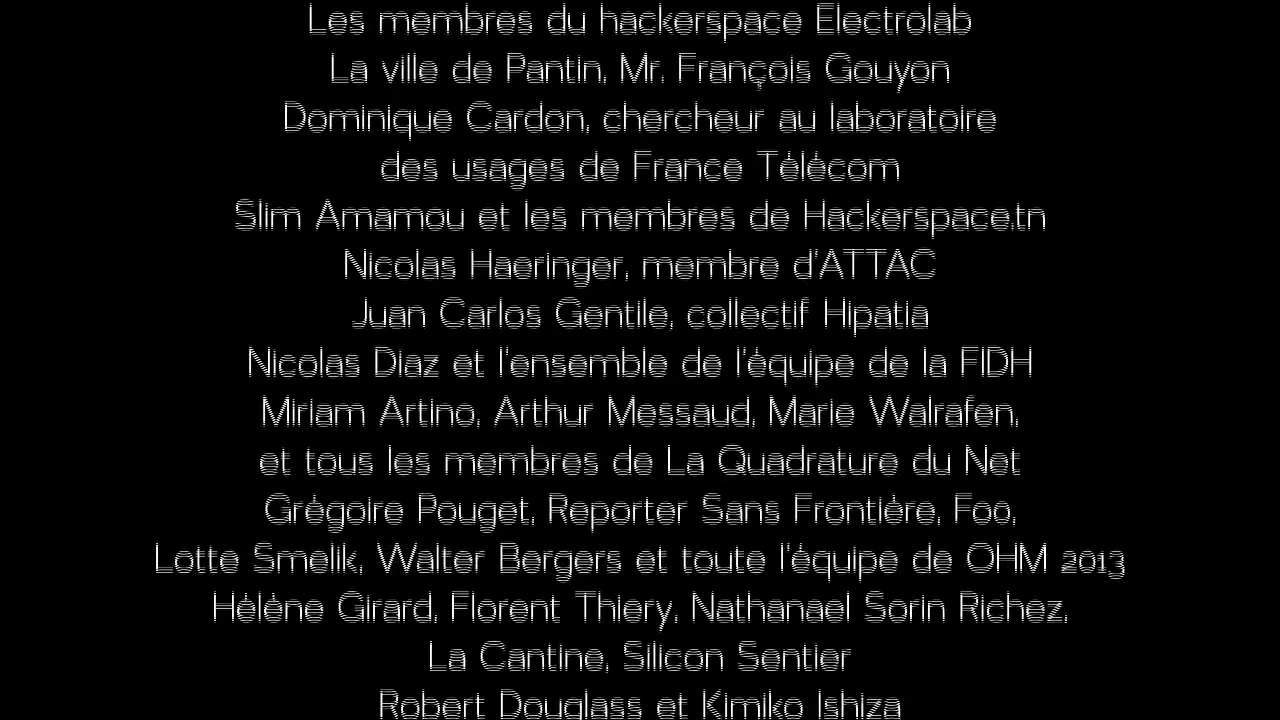 Les membres du hackerspace Electrolab
La ville de Pantin, Mr. François Gouyon
Dominique Cardon, chercheur au laboratoire
des usages de France Télécom
Slim Amamou et les membres de Hackerspace.tn
Nicolas Haeringer, membre d'ATTAC
Juan Carlos Gentile, collectif Hipatia
Nicolas Diaz et l'ensemble de l'équipe de la FIDH
Miriam Artino, Arthur Messaud, Marie Walrafen,
et tous les membres de La Quadrature du Net
Grégoire Pouget, Reporter Sans Frontière, Foo,
Lotte Smelik, Walter Bergers et toute l'équipe de OHM 2013
Hélène Girard, Florent Thiery, Nathanael Sorin Richez,
La Cantine, Silicon Sentier
Robert Douglass et Kimiko Ishiza